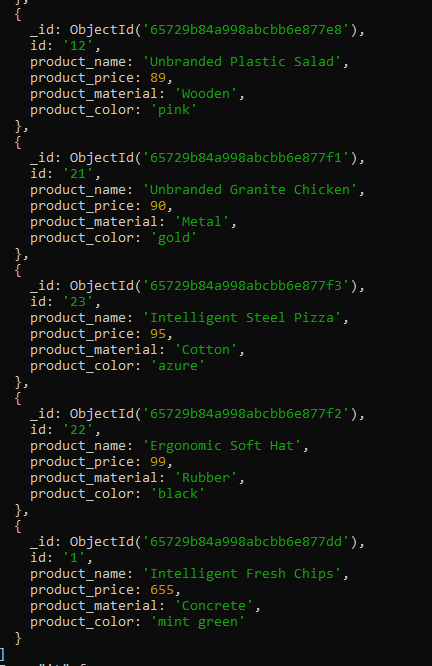 },
{
_id: ObjectId('65729b84a998abcbb6e877e8'),
id: '12',
product_name: 'Unbranded Plastic Salad',
product_price: 89,
product_material: 'Wooden',
product_color: 'pink'
},
{
_id: ObjectId('65729b84a998abcbb6e877f1'),
id: '21',
product_name: 'Unbranded Granite Chicken',
product_price: 90,
product_material: 'Metal',
product_color: 'gold'
},
{
_id: ObjectId('65729b84a998abcbb6e877f3'),
id: '23',
product_name: 'Intelligent Steel Pizza',
product_price: 95,
product_material: 'Cotton',
product_color: 'azure'
},
{
_id: ObjectId('65729b84a998abcbb6e877f2'),
id: '22',
product_name: 'Ergonomic Soft Hat',
product_price: 99,
product_material: 'Rubber',
product_color: 'black'
},
{
_id: ObjectId('65729b84a998abcbb6e877dd'),
id: '1',
product_name: 'Intelligent Fresh Chips',
product_price: 655,
product_material: 'Concrete',
product_color: 'mint green'
}
]